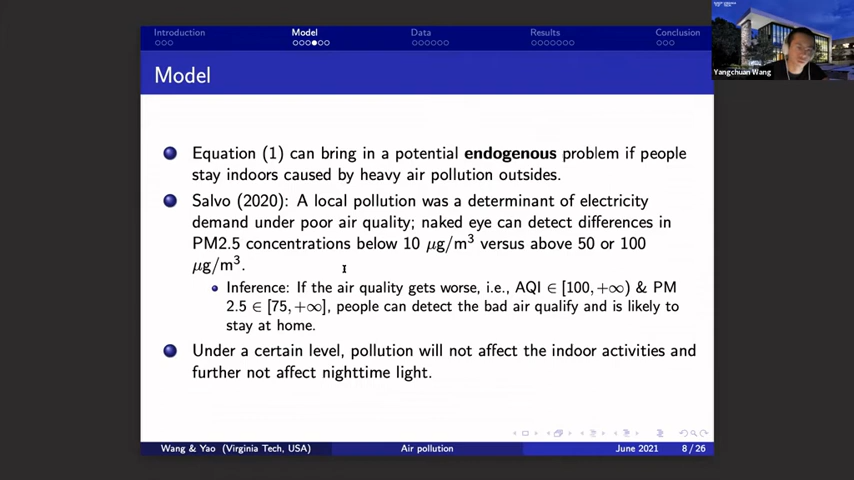 Introduction Model Data Results Conclusion
Yangchuan Wang
Model
Equation (1) can bring in a potential endogenous problem if people
stay indoors caused by heavy air pollution outsides.
Salvo (2020): A local pollution was a determinant of electricity
demand under poor air quality; naked eye can detect differences in
PM2.5 concentrations below 10 μg/m³ versus above 50 or 100
μg/m³.
Inference: If the air quality gets worse, i.e., AQI ∈ [100, +∞) & PM
2.5 ∈ [75, +∞], people can detect the bad air qualify and is likely to
stay at home.
Under a certain level, pollution will not affect the indoor activities and
further not affect nighttime light.
Wang & Yao (Virginia Tech, USA) Air pollution June 2021 8 / 26